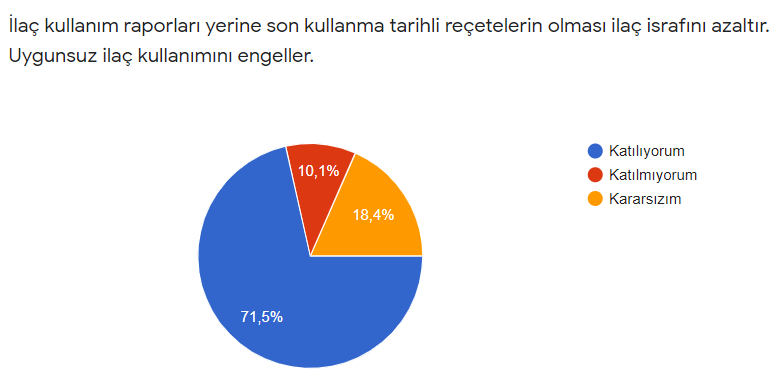 İlaç kullanım raporları yerine son kullanma tarihli reçetelerin olması ilaç israfını azaltır.
Uygunsuz ilaç kullanımını engeller.
Katılıyorum
Katılmıyorum
Kararsızım
10,1%
18,4%
71,5%